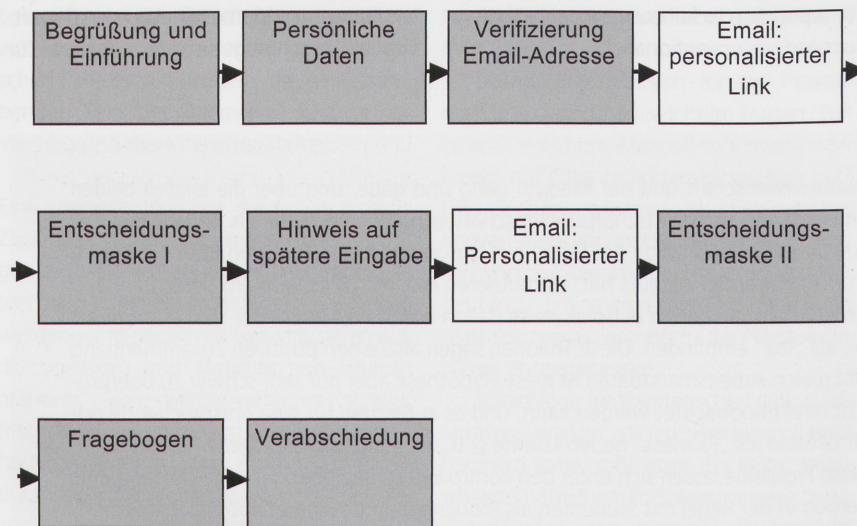 Begrüßung und
Einführung
Persönliche
Daten
Verifizierung
Email-Adresse
Email:
personalisierter
Link
Entscheidungs-
maske I
Hinweis auf
spätere Eingabe
Email:
Personalisierter
Link
Entscheidungs-
maske II
Fragebogen
Verabschiedung